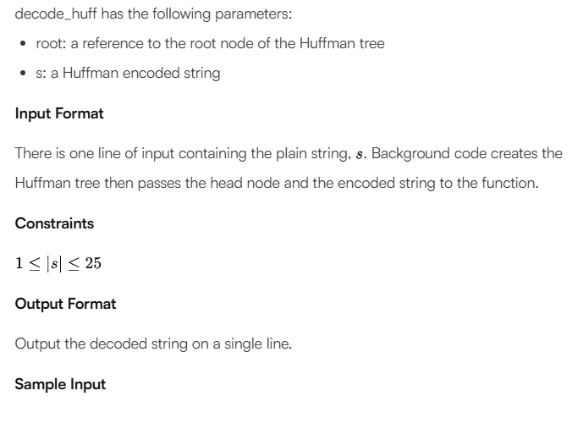 decode_huff has the following parameters:
• root: a reference to the root node of the Huffman tree
• s: a Huffman encoded string
Input Format
There is one line of input containing the plain string, s. Background code creates the
Huffman tree then passes the head node and the encoded string to the function.
Constraints
1 ≤ |s| ≤ 25
Output Format
Output the decoded string on a single line.
Sample Input